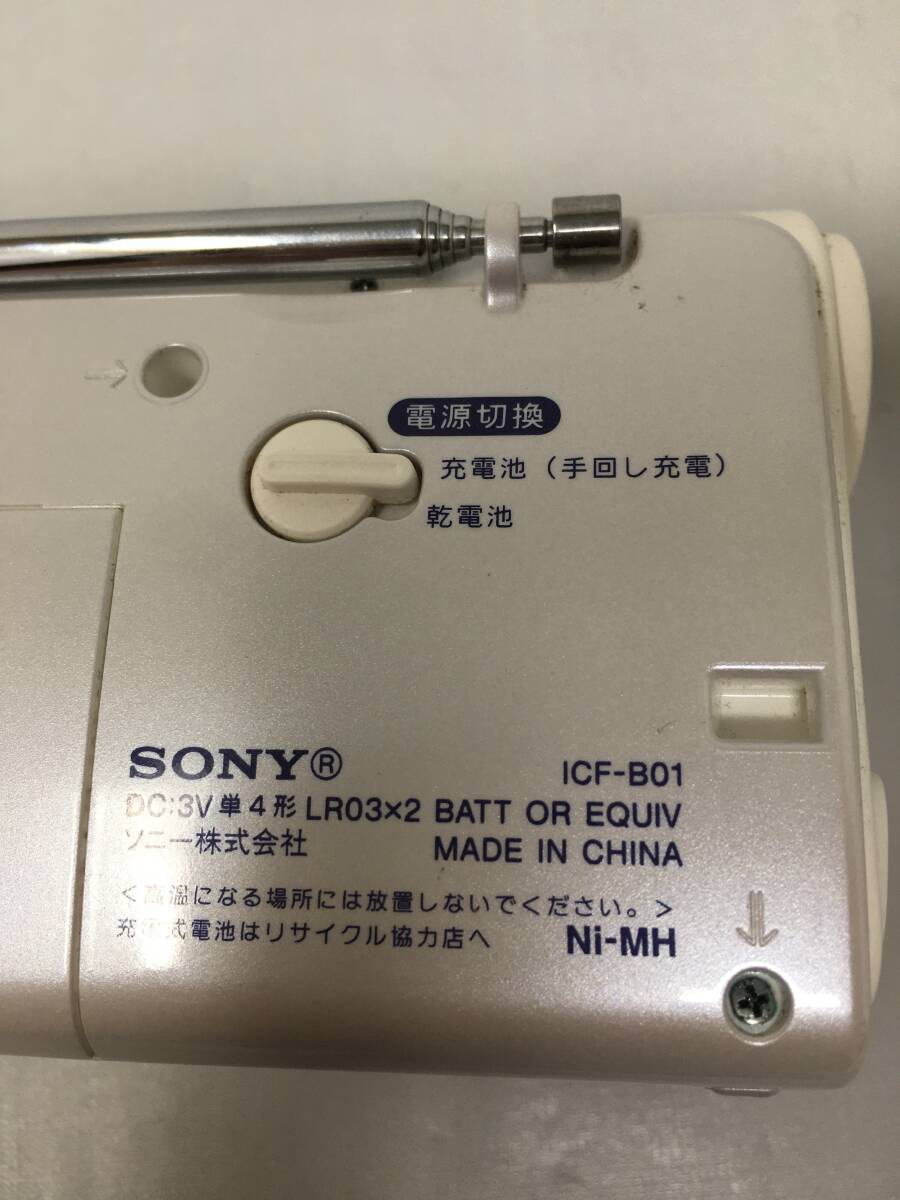 電源切換
充電池（手回し充電）
乾電池
SONY® ICF-B01
DC:3V 単4形 LR03×2 BATT OR EQUIV
ソニー株式会社 MADE IN CHINA
＜高温になる場所には放置しないでください。＞
充電式電池はリサイクル協力店へ Ni-MH